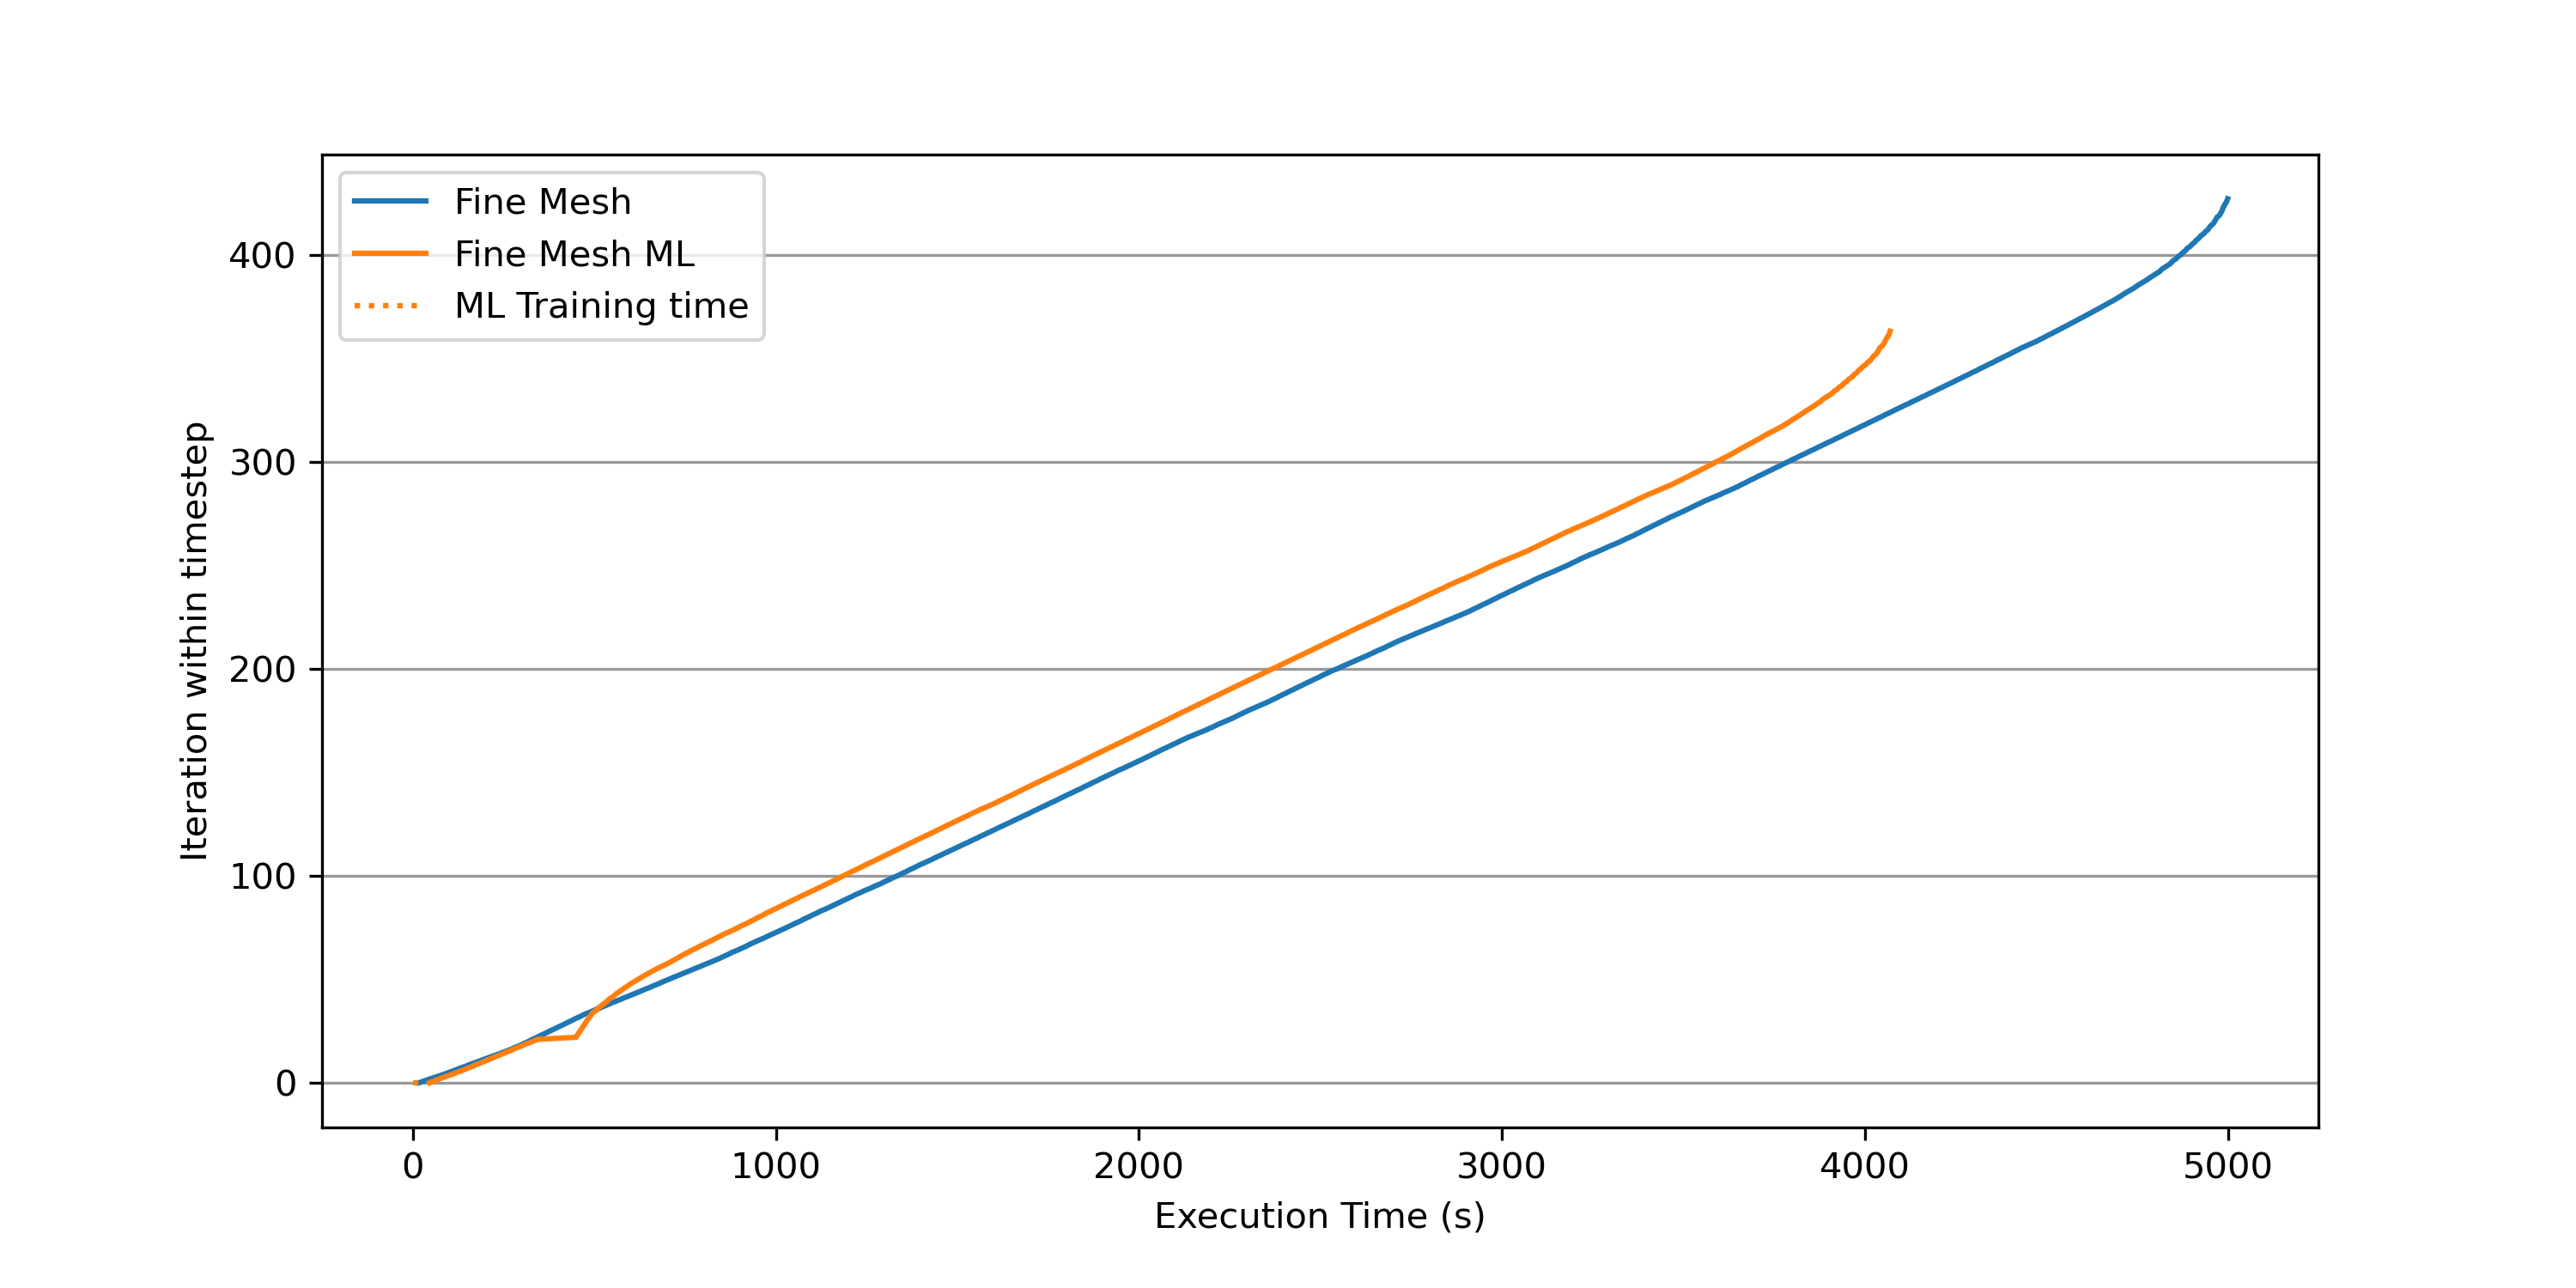 Fine Mesh
Fine Mesh ML
ML Training time
400
300
200
100
0
Iteration within timestep
0 1000 2000 3000 4000 5000
Execution Time (s)